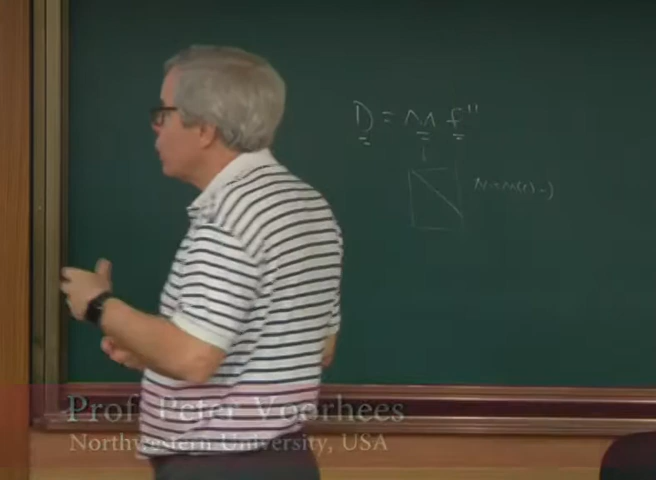 D = M f"
Prof. Peter Voorhees
Northwestern University, USA